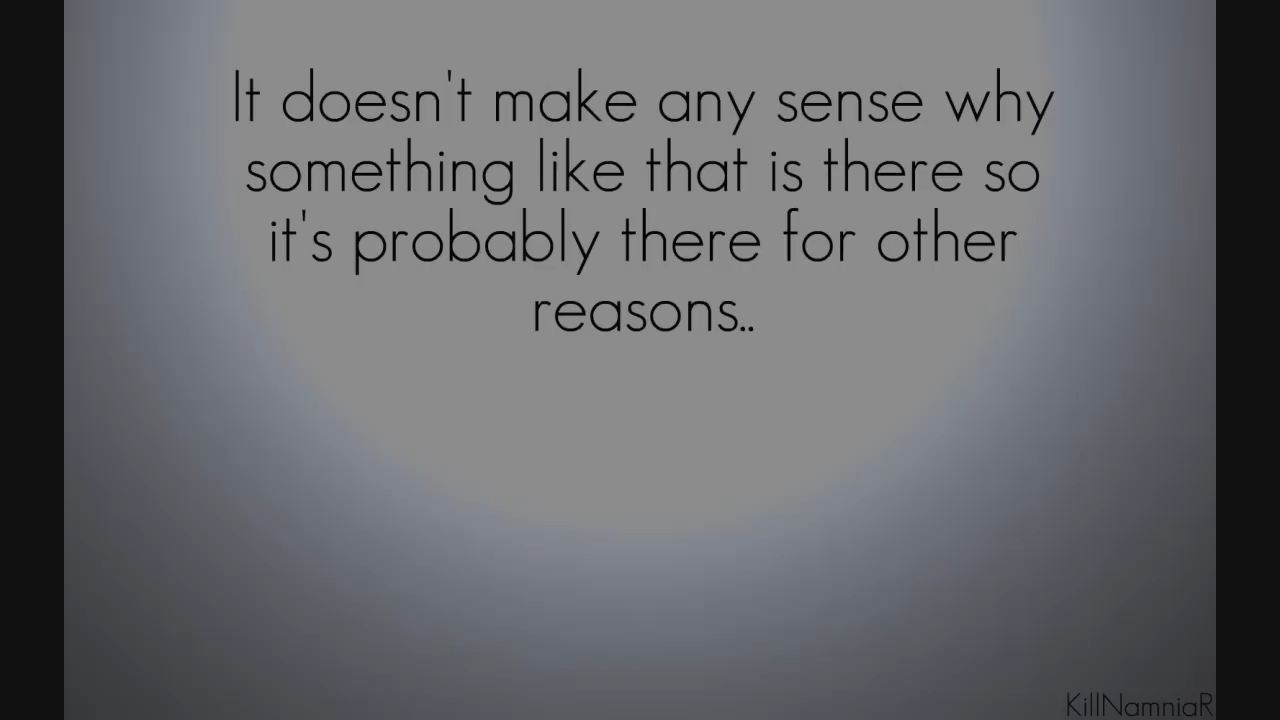 It doesn't make any sense why
something like that is there so
it's probably there for other
reasons..
KillNamniaR